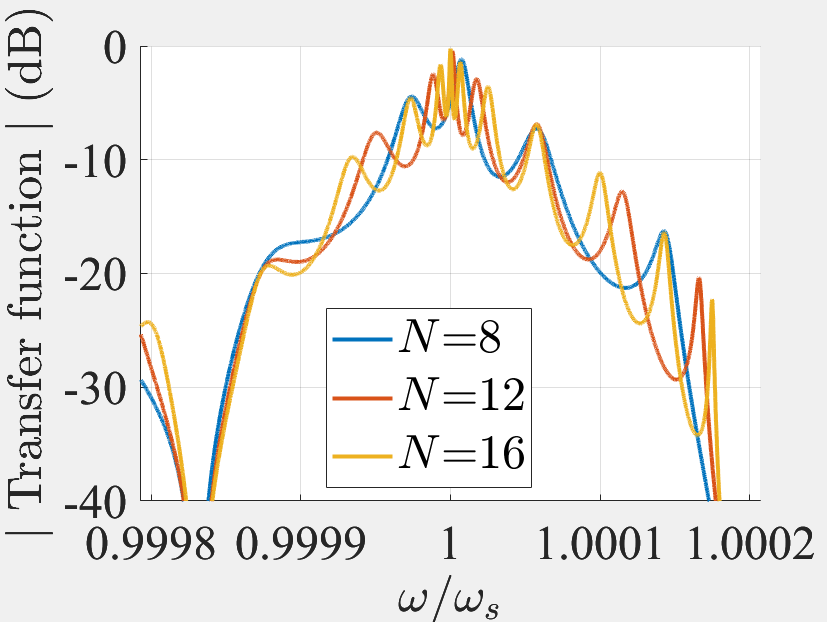 | Transfer function | (dB)
0
-10
-20
-30
-40
N=8
N=12
N=16
0.9998 0.9999 1 1.0001 1.0002
ω/ωₛ